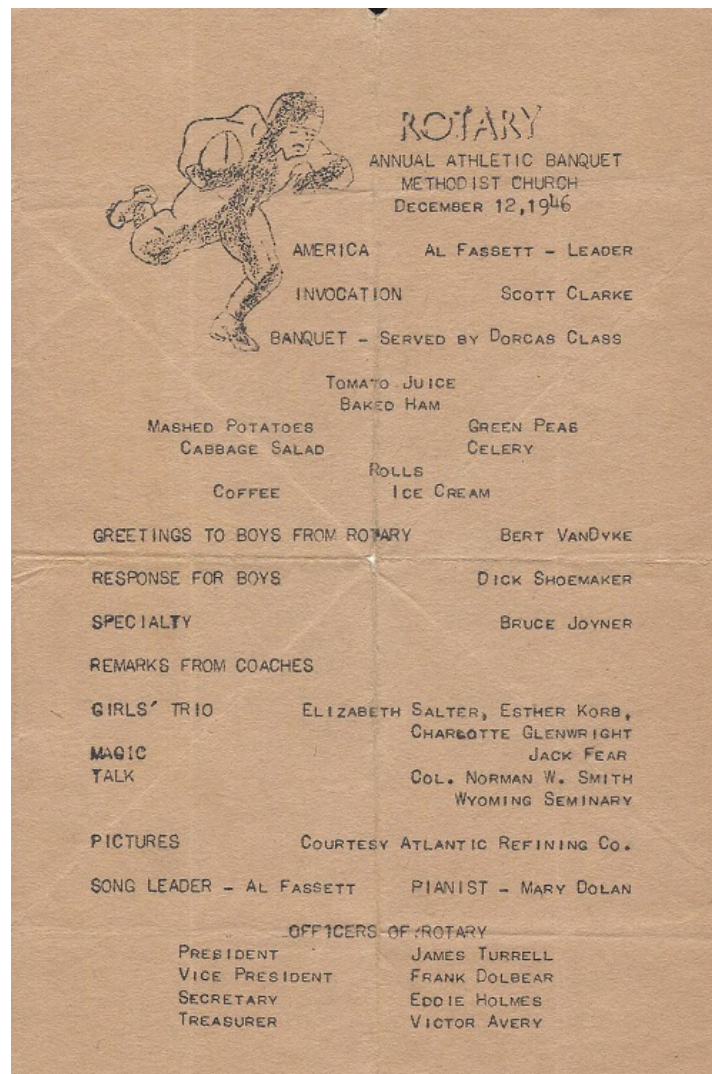 ROTARY
ANNUAL ATHLETIC BANQUET
METHODIST CHURCH
DECEMBER 12,1946
AMERICA AL FASSETT - LEADER
INVOCATION SCOTT CLARKE
BANQUET - SERVED BY DORCAS CLASS
TOMATO JUICE
BAKED HAM
MASHED POTATOES GREEN PEAS
CABBAGE SALAD CELERY
ROLLS
COFFEE ICE CREAM
GREETINGS TO BOYS FROM ROTARY BERT VANDYKE
RESPONSE FOR BOYS DICK SHOEMAKER
SPECIALTY BRUCE JOYNER
REMARKS FROM COACHES
GIRLS' TRIO ELIZABETH SALTER, ESTHER KORB,
CHARLOTTE GLENWRIGHT
MAGIC JACK FEAR
TALK COL. NORMAN W. SMITH
WYOMING SEMINARY
PICTURES COURTESY ATLANTIC REFINING CO.
SONG LEADER - AL FASSETT PIANIST - MARY DOLAN
OFFICERS OF ROTARY
PRESIDENT JAMES TURRELL
VICE PRESIDENT FRANK DOLBEAR
SECRETARY EDDIE HOLMES
TREASURER VICTOR AVERY